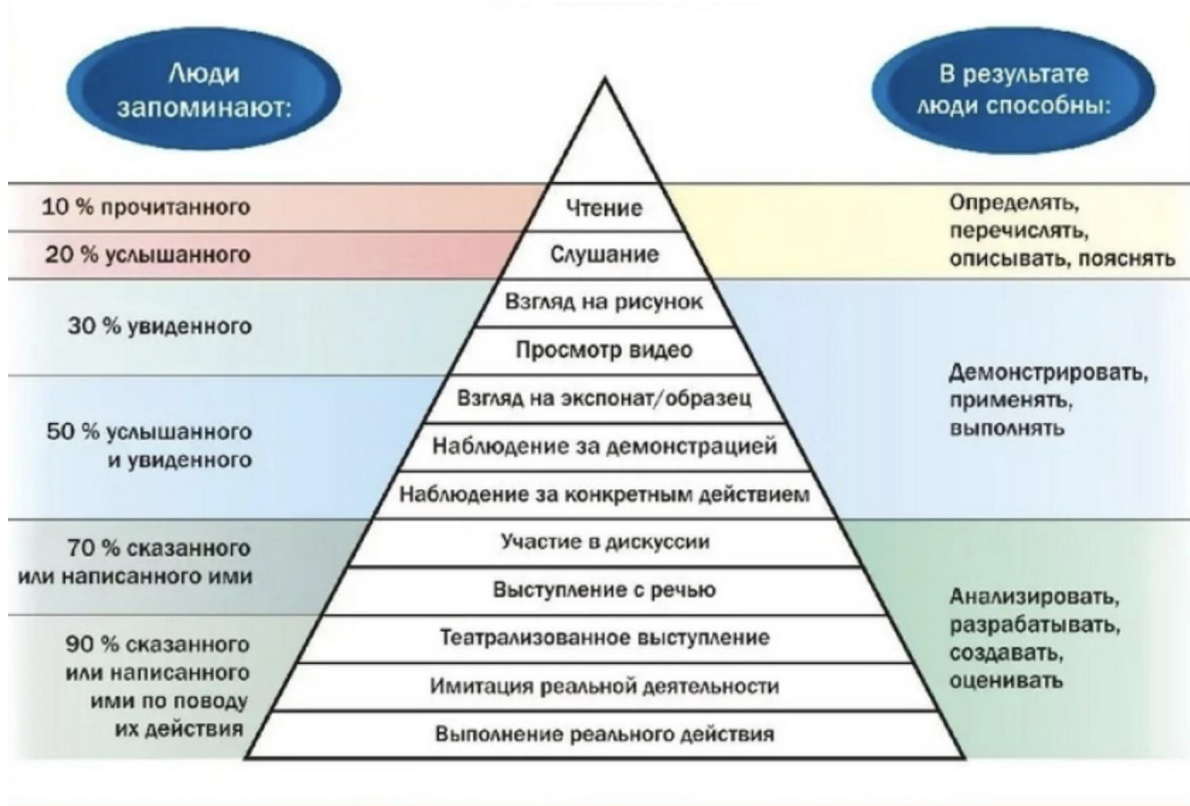 Люди
запоминают:
В результате
люди способны:
10 % прочитанного
20 % услышанного
30 % увиденного
50 % услышанного
и увиденного
70 % сказанного
или написанного ими
90 % сказанного
или написанного
ими по поводу
их действия
Чтение
Слушание
Взгляд на рисунок
Просмотр видео
Взгляд на экспонат/образец
Наблюдение за демонстрацией
Наблюдение за конкретным действием
Участие в дискуссии
Выступление с речью
Театрализованное выступление
Имитация реальной деятельности
Выполнение реального действия
Определять,
перечислять,
описывать, пояснять
Демонстрировать,
применять,
выполнять
Анализировать,
разрабатывать,
создавать,
оценивать